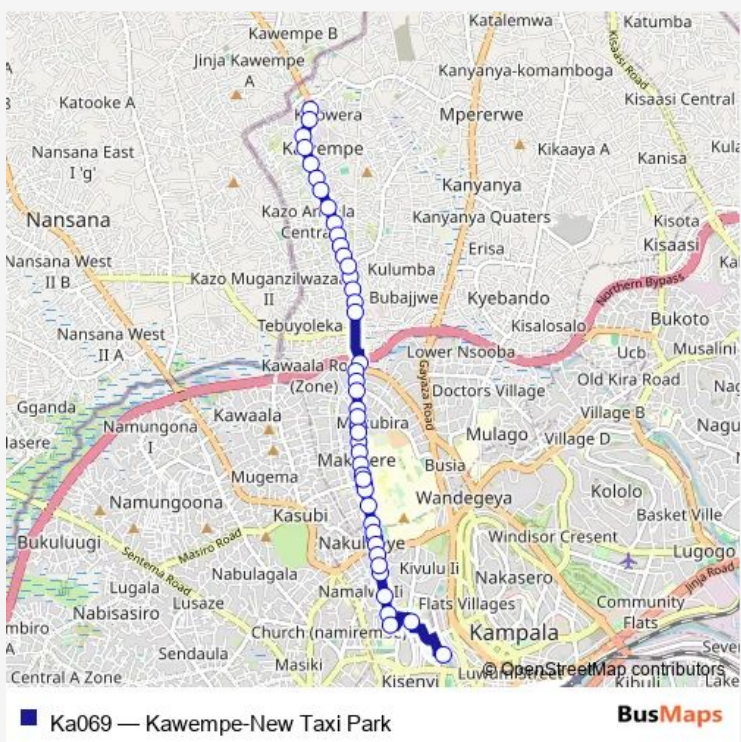 Katalemwa
Katumba
Kawempe B
Jinja Kawempe
A
Kanyanya-komamboga
Kisaasi Road
Katooke A
Kisaasi Central
Mpererwe
Nansana East
I 'g'
Kikaaya A
Kanisa
Kanyanya
Kanyanya Quaters
Nansana
Kisota
Kisaasi
Erisa
Nansana West
II B
Kazo Muganzilwaza
II
Kulumba
Bubajjwe
Kyebando
Northern Bypass
Tebuyoleka
Kisalosalo
Bukoto
Nansana West
II A
Lower Nsooba
Ucb
Musalini
Kawaala Ro
(Zone)
Gayaza Road
Doctors Village
Old Kira Road
Gganda
Kawaala
Village B
Namungona
I
Mulago
Village D
Busia
Mugema
Wandegeya
Kololo
Namungoona
Kasubi
Basket Ville
Bukuluugi
Masiro Road
Windsor Cresent
Lugogo
Sentema Road
Kivulu Ii
Nabulagala
Nakasero
Jinja Road
Lugala
Lusaze
Flats Villages
Community
Flats
Nabisasiro
Church (namirembe)
Kampala
Sendaula
Masiki
Central A Zone
Kisenyi
© OpenStreetMap contributors
Ka069 — Kawempe-New Taxi Park
BusMaps